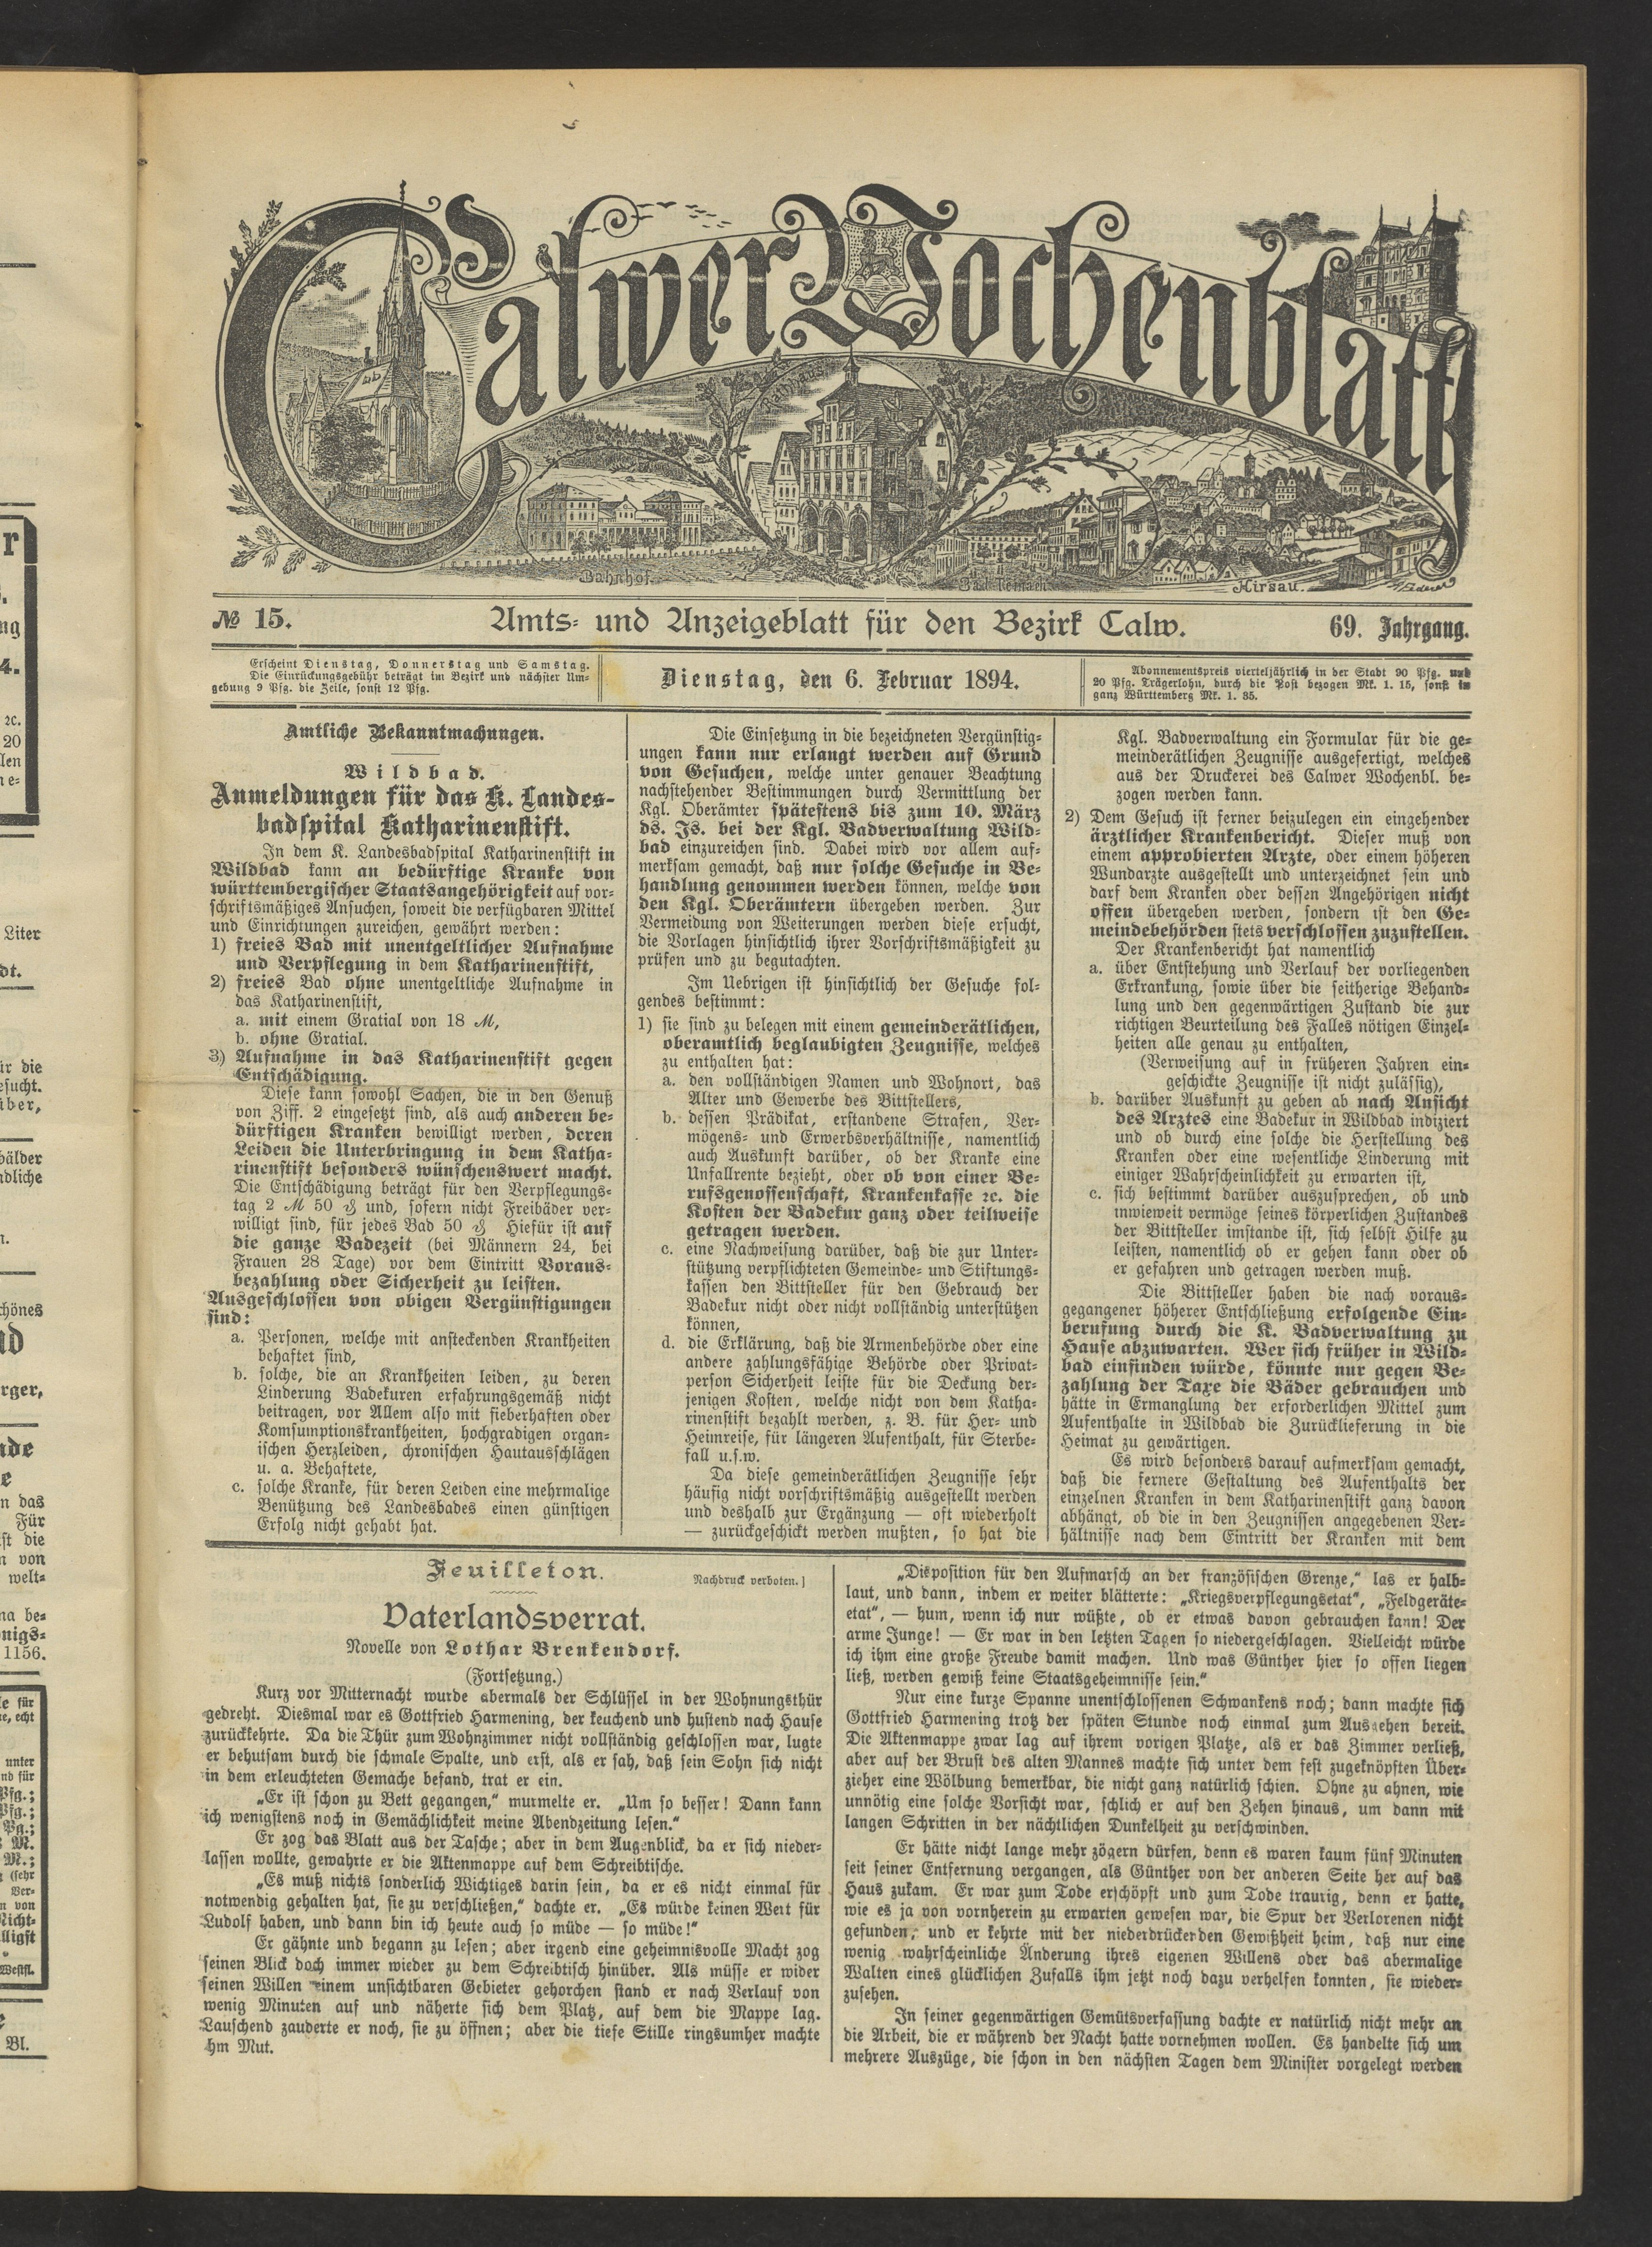 Calwer Wochenblatt
Rathaus
Bahnhof.
Bad Teinach
Hirsau.
№ 15.
Amts- und Anzeigeblatt für den Bezirk Calw.
69. Jahrgang.
Erscheint Dienstag, Donnerstag und Samstag.
Die Einrückungsgebühr beträgt im Bezirk und nächster Um-
gebung 9 Pfg. die Zeile, sonst 12 Pfg.
Dienstag, den 6. Februar 1894.
Abonnementspreis vierteljährlich in der Stadt 90 Pfg. und
20 Pfg. Trägerlohn, durch die Post bezogen Mk. 1. 15, sonst in
ganz Württemberg Mk. 1. 35.
Amtliche Bekanntmachungen.
Wildbad.
Anmeldungen für das K. Landes-
badspital Katharinenstift.
In dem K. Landesbadspital Katharinenstift in
Wildbad kann an bedürftige Kranke von
württembergischer Staatsangehörigkeit auf vor-
schriftsmäßiges Ansuchen, soweit die verfügbaren Mittel
und Einrichtungen zureichen, gewährt werden:
1) freies Bad mit unentgeltlicher Aufnahme
und Verpflegung in dem Katharinenstift,
2) freies Bad ohne unentgeltliche Aufnahme in
das Katharinenstift,
a. mit einem Gratial von 18 ℳ,
b. ohne Gratial.
3) Aufnahme in das Katharinenstift gegen
Entschädigung.
Diese kann sowohl Sachen, die in den Genuß
von Ziff. 2 eingesetzt sind, als auch anderen be-
dürftigen Kranken bewilligt werden, deren
Leiden die Unterbringung in dem Katha-
rinenstift besonders wünschenswert macht.
Die Entschädigung beträgt für den Verpflegungs-
tag 2 ℳ 50 ₰ und, sofern nicht Freibäder ver-
willigt sind, für jedes Bad 50 ₰ Hiefür ist auf
die ganze Badezeit (bei Männern 24, bei
Frauen 28 Tage) vor dem Eintritt Voraus-
bezahlung oder Sicherheit zu leisten.
Ausgeschlossen von obigen Vergünstigungen
sind:
a. Personen, welche mit ansteckenden Krankheiten
behaftet sind,
b. solche, die an Krankheiten leiden, zu deren
Linderung Badekuren erfahrungsgemäß nicht
beitragen, vor Allem also mit fieberhaften oder
Komsumptionskrankheiten, hochgradigen organ-
ischen Herzleiden, chronischen Hautausschlägen
u. a. Behaftete,
c. solche Kranke, für deren Leiden eine mehrmalige
Benützung des Landesbades einen günstigen
Erfolg nicht gehabt hat.
Die Einsetzung in die bezeichneten Vergünstig-
ungen kann nur erlangt werden auf Grund
von Gesuchen, welche unter genauer Beachtung
nachstehender Bestimmungen durch Vermittlung der
Kgl. Oberämter spätestens bis zum 10. März
ds. Js. bei der Kgl. Badverwaltung Wild-
bad einzureichen sind. Dabei wird vor allem auf-
merksam gemacht, daß nur solche Gesuche in Be-
handlung genommen werden können, welche von
den Kgl. Oberämtern übergeben werden. Zur
Vermeidung von Weiterungen werden diese ersucht,
die Vorlagen hinsichtlich ihrer Vorschriftsmäßigkeit zu
prüfen und zu begutachten.
Im Uebrigen ist hinsichtlich der Gesuche fol-
gendes bestimmt:
1) sie sind zu belegen mit einem gemeinderätlichen,
oberamtlich beglaubigten Zeugnisse, welches
zu enthalten hat:
a. den vollständigen Namen und Wohnort, das
Alter und Gewerbe des Bittstellers,
b. dessen Prädikat, erstandene Strafen, Ver-
mögens- und Erwerbsverhältnisse, namentlich
auch Auskunft darüber, ob der Kranke eine
Unfallrente bezieht, oder ob von einer Be-
rufsgenossenschaft, Krankenkasse ꝛc. die
Kosten der Badekur ganz oder teilweise
getragen werden.
c. eine Nachweisung darüber, daß die zur Unter-
stützung verpflichteten Gemeinde- und Stiftungs-
kassen den Bittsteller für den Gebrauch der
Badekur nicht oder nicht vollständig unterstützen
können,
d. die Erklärung, daß die Armenbehörde oder eine
andere zahlungsfähige Behörde oder Privat-
person Sicherheit leiste für die Deckung der-
jenigen Kosten, welche nicht von dem Katha-
rinenstift bezahlt werden, z. B. für Her- und
Heimreise, für längeren Aufenthalt, für Sterbe-
fall u.s.w.
Da diese gemeinderätlichen Zeugnisse sehr
häufig nicht vorschriftsmäßig ausgestellt werden
und deshalb zur Ergänzung — oft wiederholt
— zurückgeschickt werden mußten, so hat die
Kgl. Badverwaltung ein Formular für die ge-
meinderätlichen Zeugnisse ausgefertigt, welches
aus der Druckerei des Calwer Wochenbl. be-
zogen werden kann.
2) Dem Gesuch ist ferner beizulegen ein eingehender
ärztlicher Krankenbericht. Dieser muß von
einem approbierten Arzte, oder einem höheren
Wundarzte ausgestellt und unterzeichnet sein und
darf dem Kranken oder dessen Angehörigen nicht
offen übergeben werden, sondern ist den Ge-
meindebehörden stets verschlossen zuzustellen.
Der Krankenbericht hat namentlich
a. über Entstehung und Verlauf der vorliegenden
Erkrankung, sowie über die seitherige Behand-
lung und den gegenwärtigen Zustand die zur
richtigen Beurteilung des Falles nötigen Einzel-
heiten alle genau zu enthalten,
(Verweisung auf in früheren Jahren ein-
geschickte Zeugnisse ist nicht zulässig),
b. darüber Auskunft zu geben ab nach Ansicht
des Arztes eine Badekur in Wildbad indiziert
und ob durch eine solche die Herstellung des
Kranken oder eine wesentliche Linderung mit
einiger Wahrscheinlichkeit zu erwarten ist,
c. sich bestimmt darüber auszusprechen, ob und
inwieweit vermöge seines körperlichen Zustandes
der Bittsteller imstande ist, sich selbst Hilfe zu
leisten, namentlich ob er gehen kann oder ob
er gefahren und getragen werden muß.
Die Bittsteller haben die nach voraus-
gegangener höherer Entschließung erfolgende Ein-
berufung durch die K. Badverwaltung zu
Hause abzuwarten. Wer sich früher in Wild-
bad einfinden würde, könnte nur gegen Be-
zahlung der Taxe die Bäder gebrauchen und
hätte in Ermanglung der erforderlichen Mittel zum
Aufenthalte in Wildbad die Zurücklieferung in die
Heimat zu gewärtigen.
Es wird besonders darauf aufmerksam gemacht,
daß die fernere Gestaltung des Aufenthalts der
einzelnen Kranken in dem Katharinenstift ganz davon
abhängt, ob die in den Zeugnissen angegebenen Ver-
hältnisse nach dem Eintritt der Kranken mit dem
Feuilleton.
Nachdruck verboten.]
Vaterlandsverrat.
Novelle von Lothar Brenkendorf.
(Fortsetzung.)
Kurz vor Mitternacht wurde abermals der Schlüssel in der Wohnungsthür
gedreht. Diesmal war es Gottfried Harmening, der keuchend und hustend nach Hause
zurückkehrte. Da die Thür zum Wohnzimmer nicht vollständig geschlossen war, lugte
er behutsam durch die schmale Spalte, und erst, als er sah, daß sein Sohn sich nicht
in dem erleuchteten Gemache befand, trat er ein.
„Er ist schon zu Bett gegangen,“ murmelte er. „Um so besser! Dann kann
ich wenigstens noch in Gemächlichkeit meine Abendzeitung lesen.“
Er zog das Blatt aus der Tasche; aber in dem Augenblick, da er sich nieder-
lassen wollte, gewahrte er die Aktenmappe auf dem Schreibtische.
„Es muß nichts sonderlich Wichtiges darin sein, da er es nicht einmal für
notwendig gehalten hat, sie zu verschließen,“ dachte er. „Es würde keinen Wert für
Ludolf haben, und dann bin ich heute auch so müde — so müde!“
Er gähnte und begann zu lesen; aber irgend eine geheimnisvolle Macht zog
seinen Blick doch immer wieder zu dem Schreibtisch hinüber. Als müsse er wider
seinen Willen einem unsichtbaren Gebieter gehorchen stand er nach Verlauf von
wenig Minuten auf und näherte sich dem Platz, auf dem die Mappe lag.
Lauschend zauderte er noch, sie zu öffnen; aber die tiefe Stille ringsumher machte
hm Mut.
„Disposition für den Aufmarsch an der französischen Grenze,“ las er halb-
laut, und dann, indem er weiter blätterte: „Kriegsverpflegungsetat“, „Feldgeräte-
etat“, — hum, wenn ich nur wüßte, ob er etwas davon gebrauchen kann! Der
arme Junge! — Er war in den letzten Tagen so niedergeschlagen. Vielleicht würde
ich ihm eine große Freude damit machen. Und was Günther hier so offen liegen
ließ, werden gewiß keine Staatsgeheimnisse sein.“
Nur eine kurze Spanne unentschlossenen Schwankens noch; dann machte sich
Gottfried Harmening trotz der späten Stunde noch einmal zum Ausgehen bereit.
Die Aktenmappe zwar lag auf ihrem vorigen Platze, als er das Zimmer verließ,
aber auf der Brust des alten Mannes machte sich unter dem fest zugeknöpften Über-
zieher eine Wölbung bemerkbar, die nicht ganz natürlich schien. Ohne zu ahnen, wie
unnötig eine solche Vorsicht war, schlich er auf den Zehen hinaus, um dann mit
langen Schritten in der nächtlichen Dunkelheit zu verschwinden.
Er hätte nicht lange mehr zögern dürfen, denn es waren kaum fünf Minuten
seit seiner Entfernung vergangen, als Günther von der anderen Seite her auf das
Haus zukam. Er war zum Tode erschöpft und zum Tode traurig, denn er hatte,
wie es ja von vornherein zu erwarten gewesen war, die Spur der Verlorenen nicht
gefunden, und er kehrte mit der niederdrückenden Gewißheit heim, daß nur eine
wenig wahrscheinliche Änderung ihres eigenen Willens oder das abermalige
Walten eines glücklichen Zufalls ihm jetzt noch dazu verhelfen konnten, sie wieder-
zusehen.
In seiner gegenwärtigen Gemütsverfassung dachte er natürlich nicht mehr an
die Arbeit, die er während der Nacht hatte vornehmen wollen. Es handelte sich um
mehrere Auszüge, die schon in den nächsten Tagen dem Minister vorgelegt werden